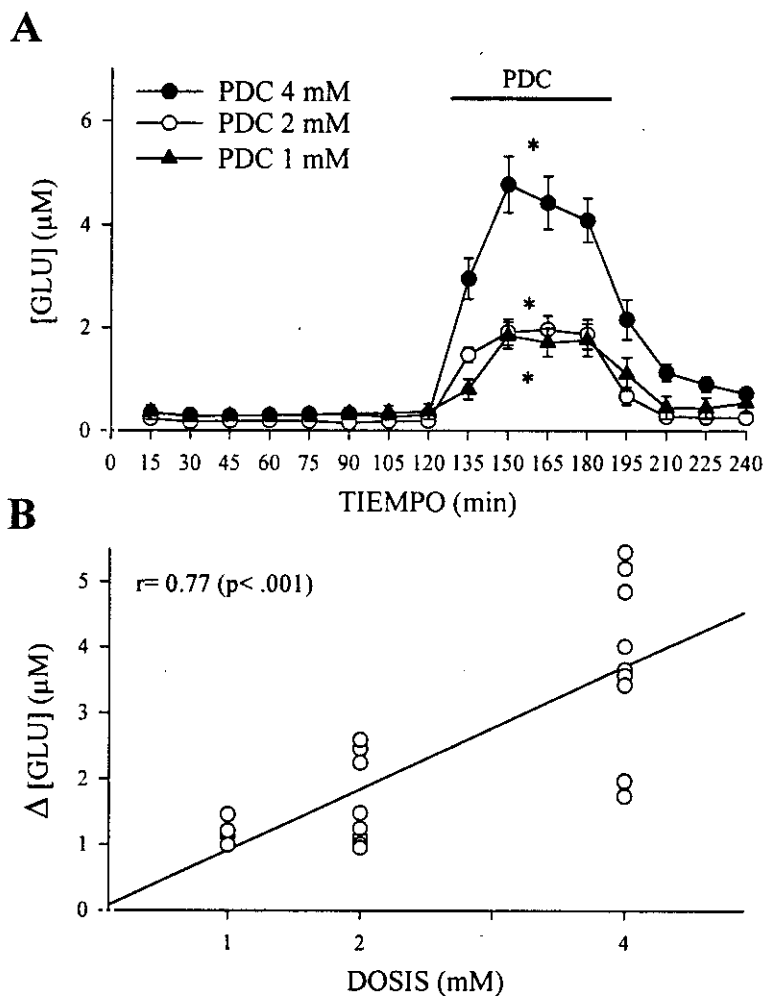 A
PDC
PDC 4 mM
PDC 2 mM
PDC 1 mM
[GLU] (µM)
6
4
2
0
*
*
*
0 15 30 45 60 75 90 105 120 135 150 165 180 195 210 225 240
TIEMPO (min)
B
r= 0.77 (p< .001)
Δ [GLU] (µM)
5
4
3
2
1
0
1 2 4
DOSIS (mM)